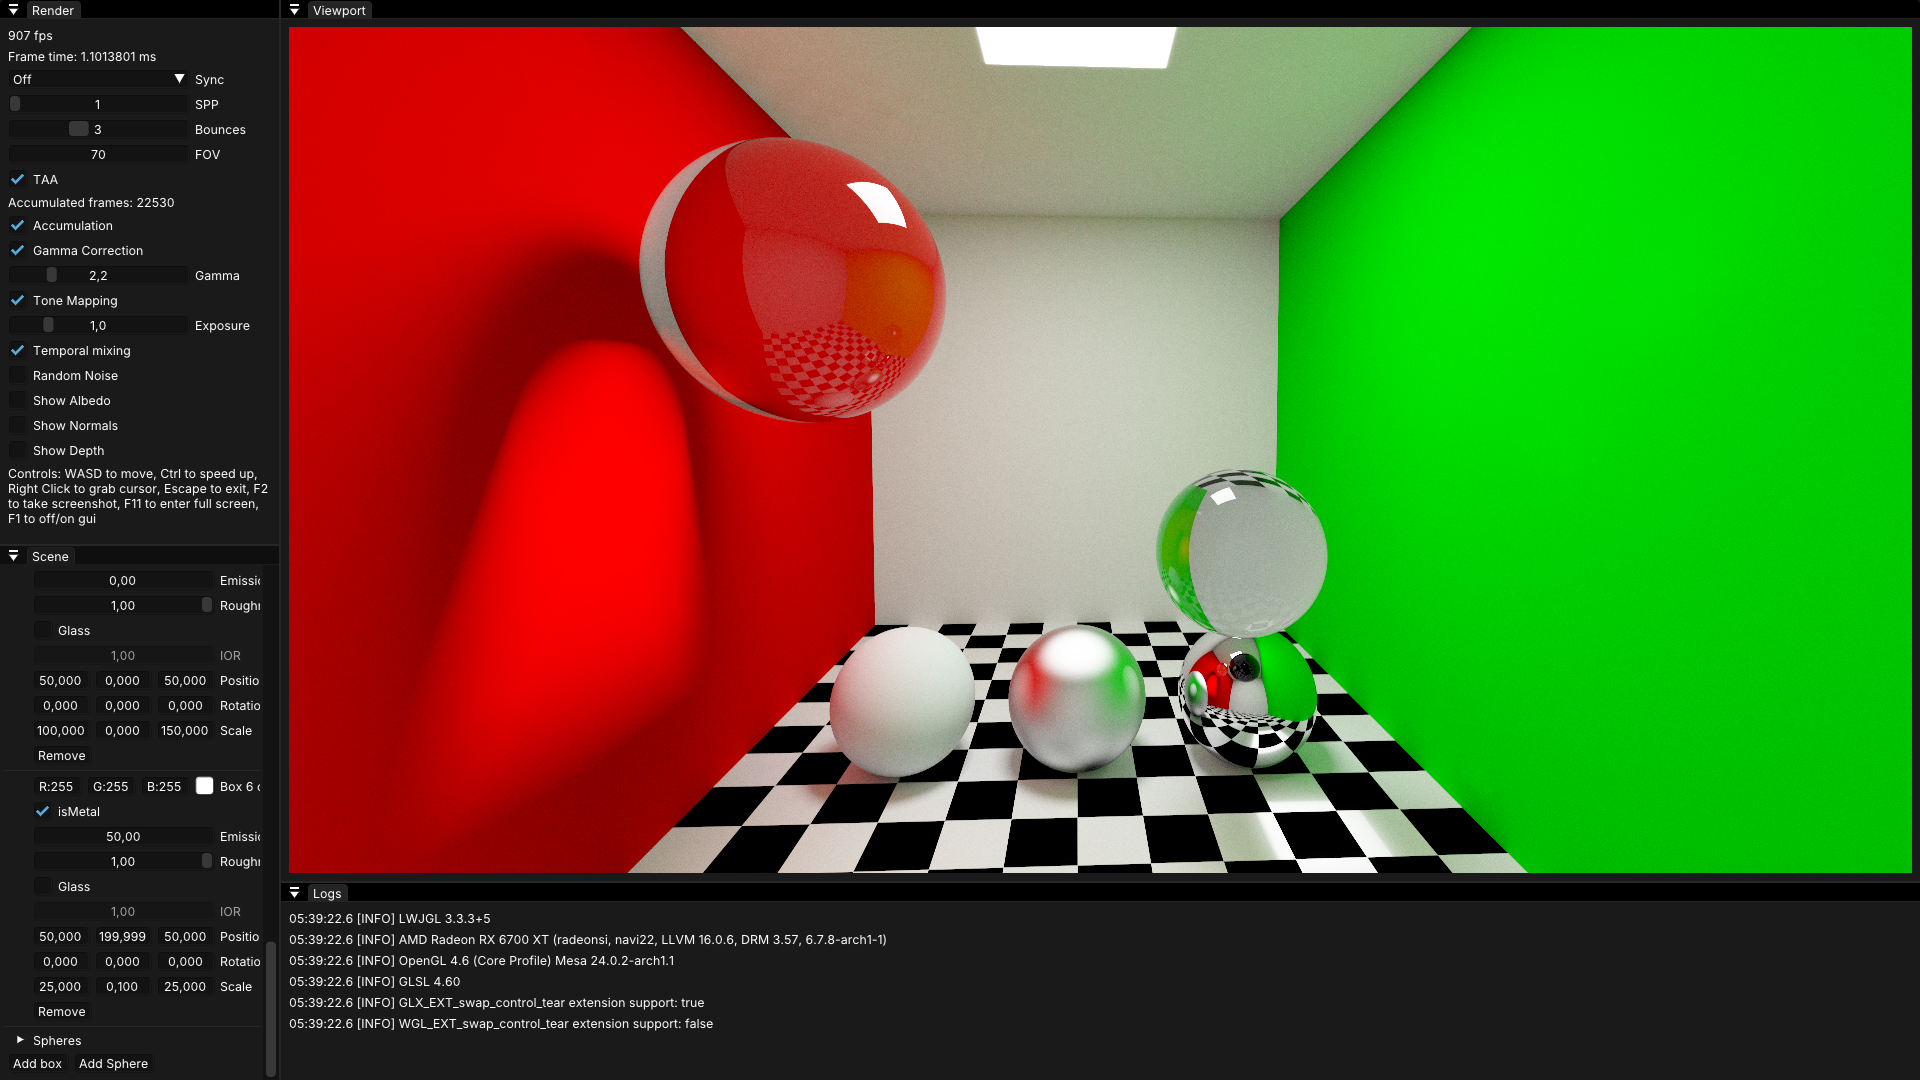 Render
907 fps
Frame time: 1.1013801 ms
Off Sync
1 SPP
3 Bounces
70 FOV
TAA
Accumulated frames: 22530
Accumulation
Gamma Correction
2,2 Gamma
Tone Mapping
1,0 Exposure
Temporal mixing
Random Noise
Show Albedo
Show Normals
Show Depth
Controls: WASD to move, Ctrl to speed up,
Right Click to grab cursor, Escape to exit, F2
to take screenshot, F11 to enter full screen,
F1 to off/on gui
Scene
0,00 Emissi
1,00 Rough
Glass
1,00 IOR
50,000 0,000 50,000 Positio
0,000 0,000 0,000 Rotatio
100,000 0,000 150,000 Scale
Remove
R:255 G:255 B:255 Box 6 c
isMetal
50,00 Emissi
1,00 Rough
Glass
1,00 IOR
50,000 199,999 50,000 Positio
0,000 0,000 0,000 Rotatio
25,000 0,100 25,000 Scale
Remove
Spheres
Add box Add Sphere
Viewport
Logs
05:39:22.6 [INFO] LWJGL 3.3.3+5
05:39:22.6 [INFO] AMD Radeon RX 6700 XT (radeonsi, navi22, LLVM 16.0.6, DRM 3.57, 6.7.8-arch1-1)
05:39:22.6 [INFO] OpenGL 4.6 (Core Profile) Mesa 24.0.2-arch1.1
05:39:22.6 [INFO] GLSL 4.60
05:39:22.6 [INFO] GLX_EXT_swap_control_tear extension support: true
05:39:22.6 [INFO] WGL_EXT_swap_control_tear extension support: false